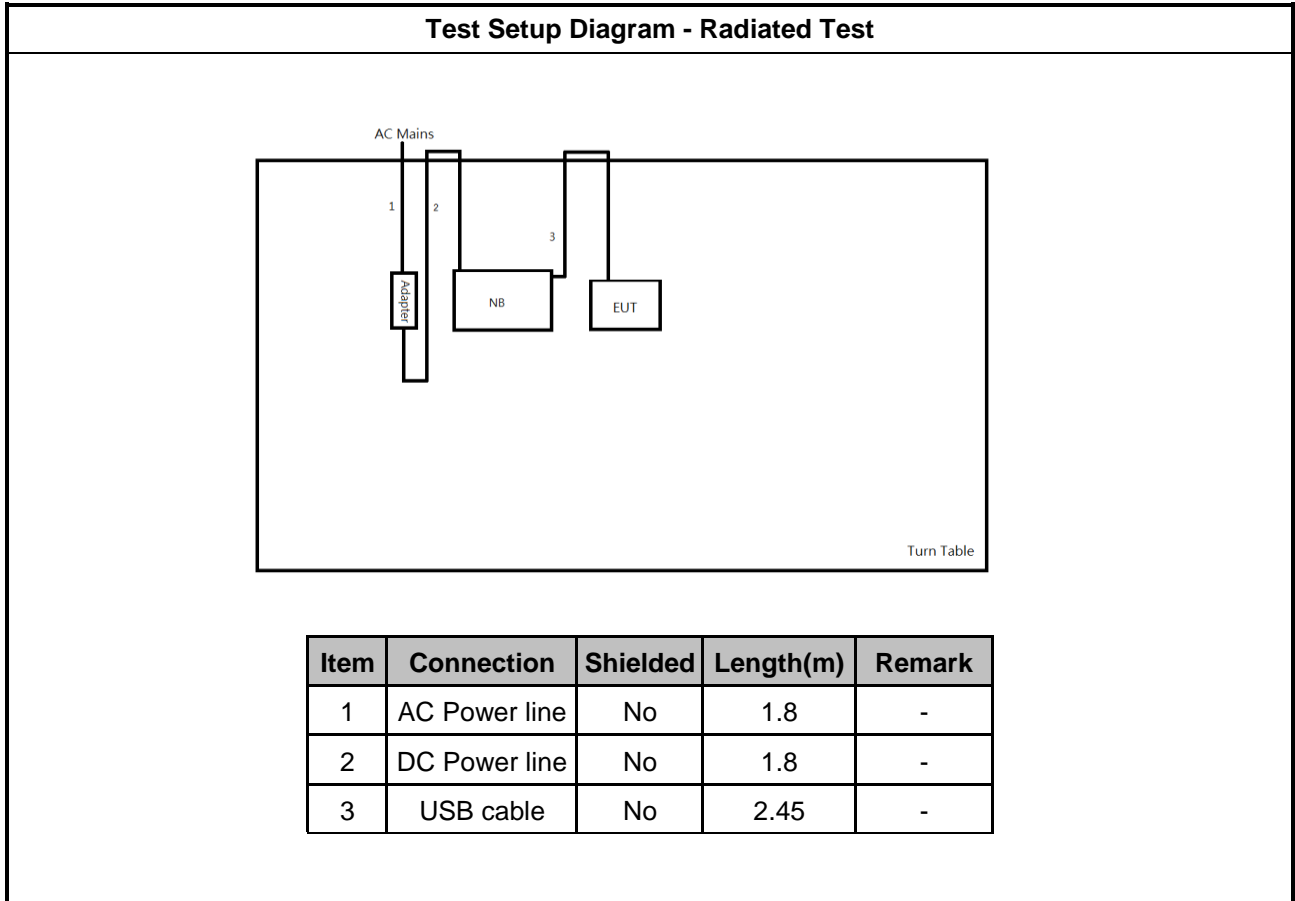 Test Setup Diagram - Radiated Test
AC Mains
1
2
3
Adapter
NB
EUT
Turn Table
Item Connection Shielded Length(m) Remark
1 AC Power line No 1.8 -
2 DC Power line No 1.8 -
3 USB cable No 2.45 -